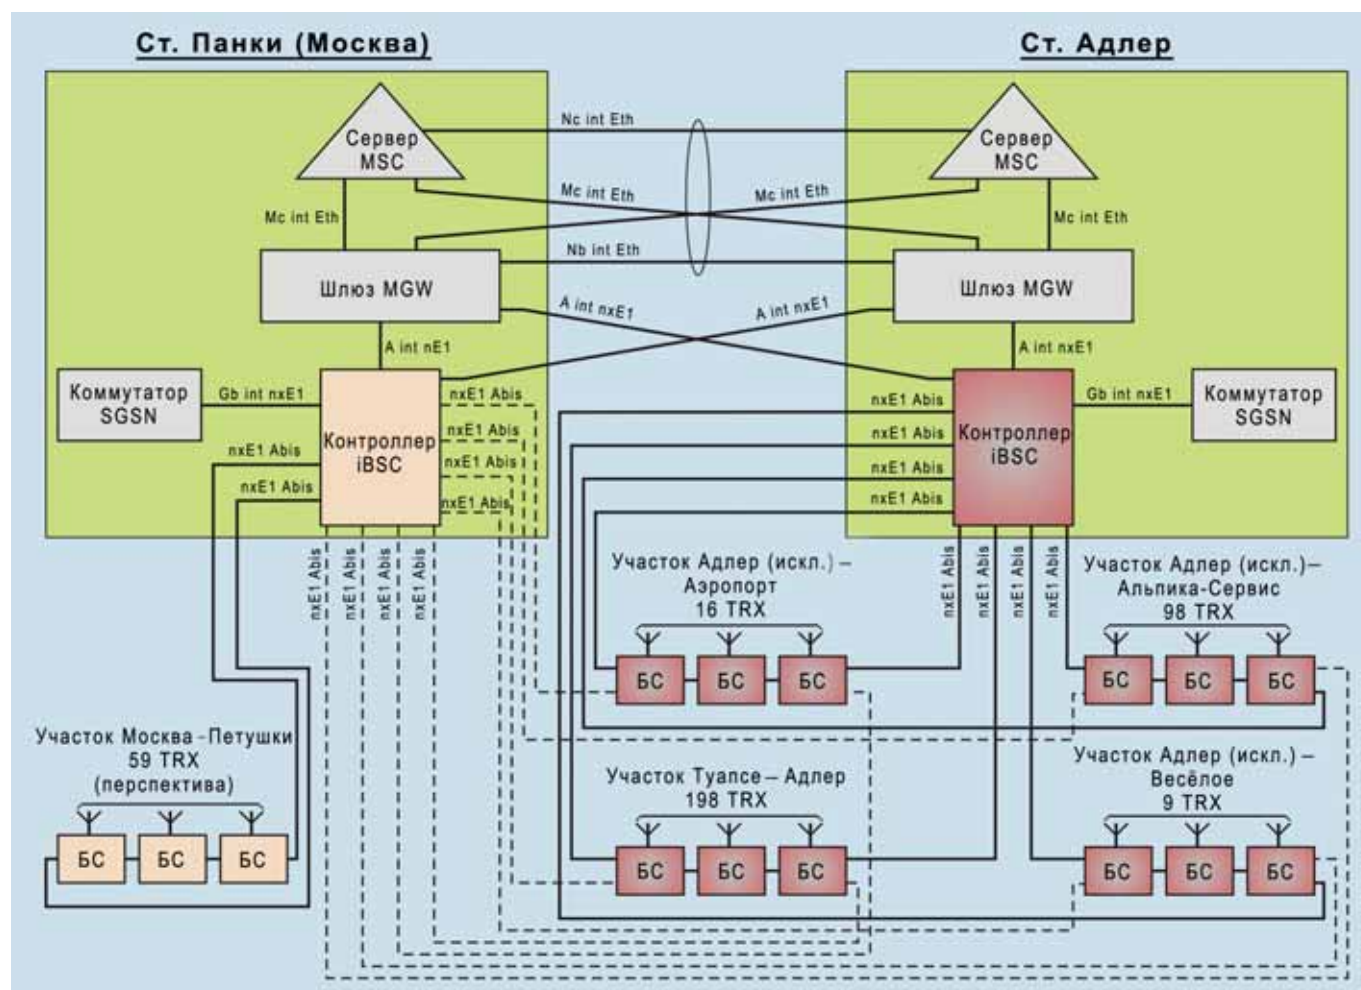 Ст. Панки (Москва)
Ст. Адлер
Сервер
MSC
Nc int Eth
Сервер
MSC
Mc int Eth
Mc int Eth
Mc int Eth
Mc int Eth
Nb int Eth
Шлюз MGW
Шлюз MGW
A int nxE1
A int nxE1
A int nE1
A int nxE1
Коммутатор
SGSN
Gb int nxE1
Контроллер
iBSC
nxE1 Abis
nxE1 Abis
nxE1 Abis
nxE1 Abis
nxE1 Abis
nxE1 Abis
nxE1 Abis
nxE1 Abis
nxE1 Abis
nxE1 Abis
Контроллер
iBSC
Gb int nxE1
Коммутатор
SGSN
nxE1 Abis
nxE1 Abis
nxE1 Abis
nxE1 Abis
nxE1 Abis
nxE1 Abis
nxE1 Abis
nxE1 Abis
Участок Адлер (искл.) –
Аэропорт
16 TRX
БС
БС
БС
Участок Адлер (искл.)–
Альпика-Сервис
98 TRX
БС
БС
БС
Участок Москва –Петушки
59 TRX
(перспектива)
БС
БС
БС
Участок Туапсе – Адлер
198 TRX
БС
БС
БС
Участок Адлер (искл.) –
Весёлое
9 TRX
БС
БС
БС